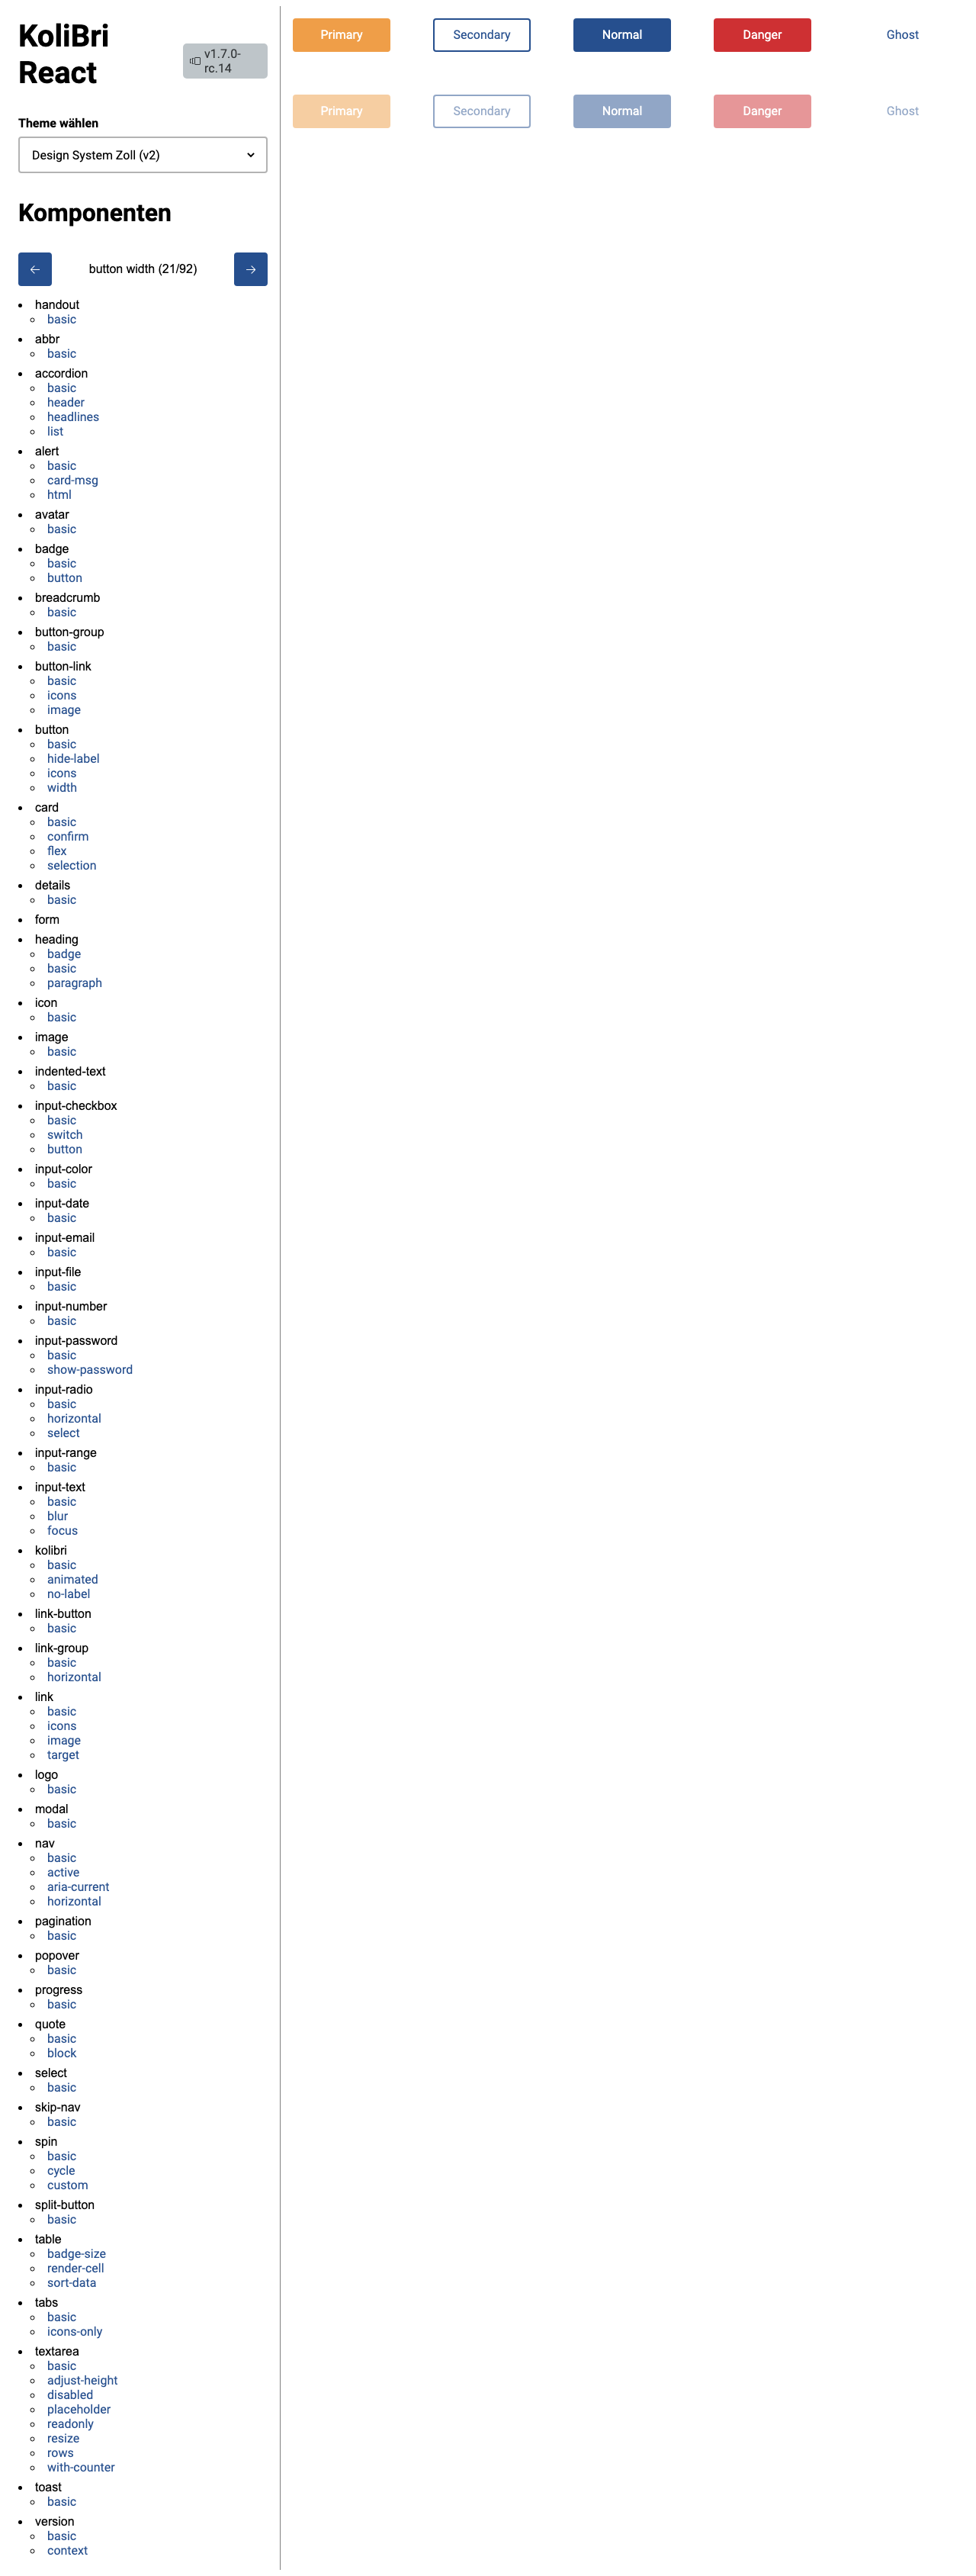 KoliBri
React
v1.7.0-
rc.14
Theme wählen
Design System Zoll (v2)
Komponenten
button width (21/92)
handout
basic
abbr
basic
accordion
basic
header
headlines
list
alert
basic
card-msg
html
avatar
basic
badge
basic
button
breadcrumb
basic
button-group
basic
button-link
basic
icons
image
button
basic
hide-label
icons
width
card
basic
confirm
flex
selection
details
basic
form
heading
badge
basic
paragraph
icon
basic
image
basic
indented-text
basic
input-checkbox
basic
switch
button
input-color
basic
input-date
basic
input-email
basic
input-file
basic
input-number
basic
input-password
basic
show-password
input-radio
basic
horizontal
select
input-range
basic
input-text
basic
blur
focus
kolibri
basic
animated
no-label
link-button
basic
link-group
basic
horizontal
link
basic
icons
image
target
logo
basic
modal
basic
nav
basic
active
aria-current
horizontal
pagination
basic
popover
basic
progress
basic
quote
basic
block
select
basic
skip-nav
basic
spin
basic
cycle
custom
split-button
basic
table
badge-size
render-cell
sort-data
tabs
basic
icons-only
textarea
basic
adjust-height
disabled
placeholder
readonly
resize
rows
with-counter
toast
basic
version
basic
context
Primary Secondary Normal Danger Ghost
Primary Secondary Normal Danger Ghost